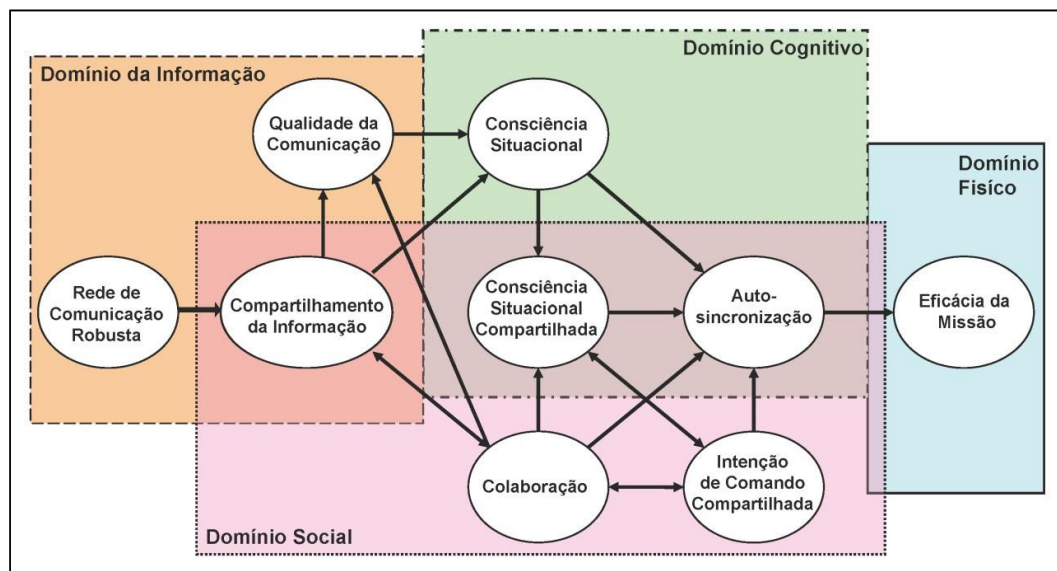 Domínio da Informação
Domínio Cognitivo
Qualidade da
Comunicação
Consciência
Situacional
Domínio
Fisíco
Rede de
Comunicação
Robusta
Compartilhamento
da Informação
Consciência
Situacional
Compartilhada
Auto-
sincronização
Eficácia da
Missão
Colaboração
Intenção
de Comando
Compartilhada
Domínio Social